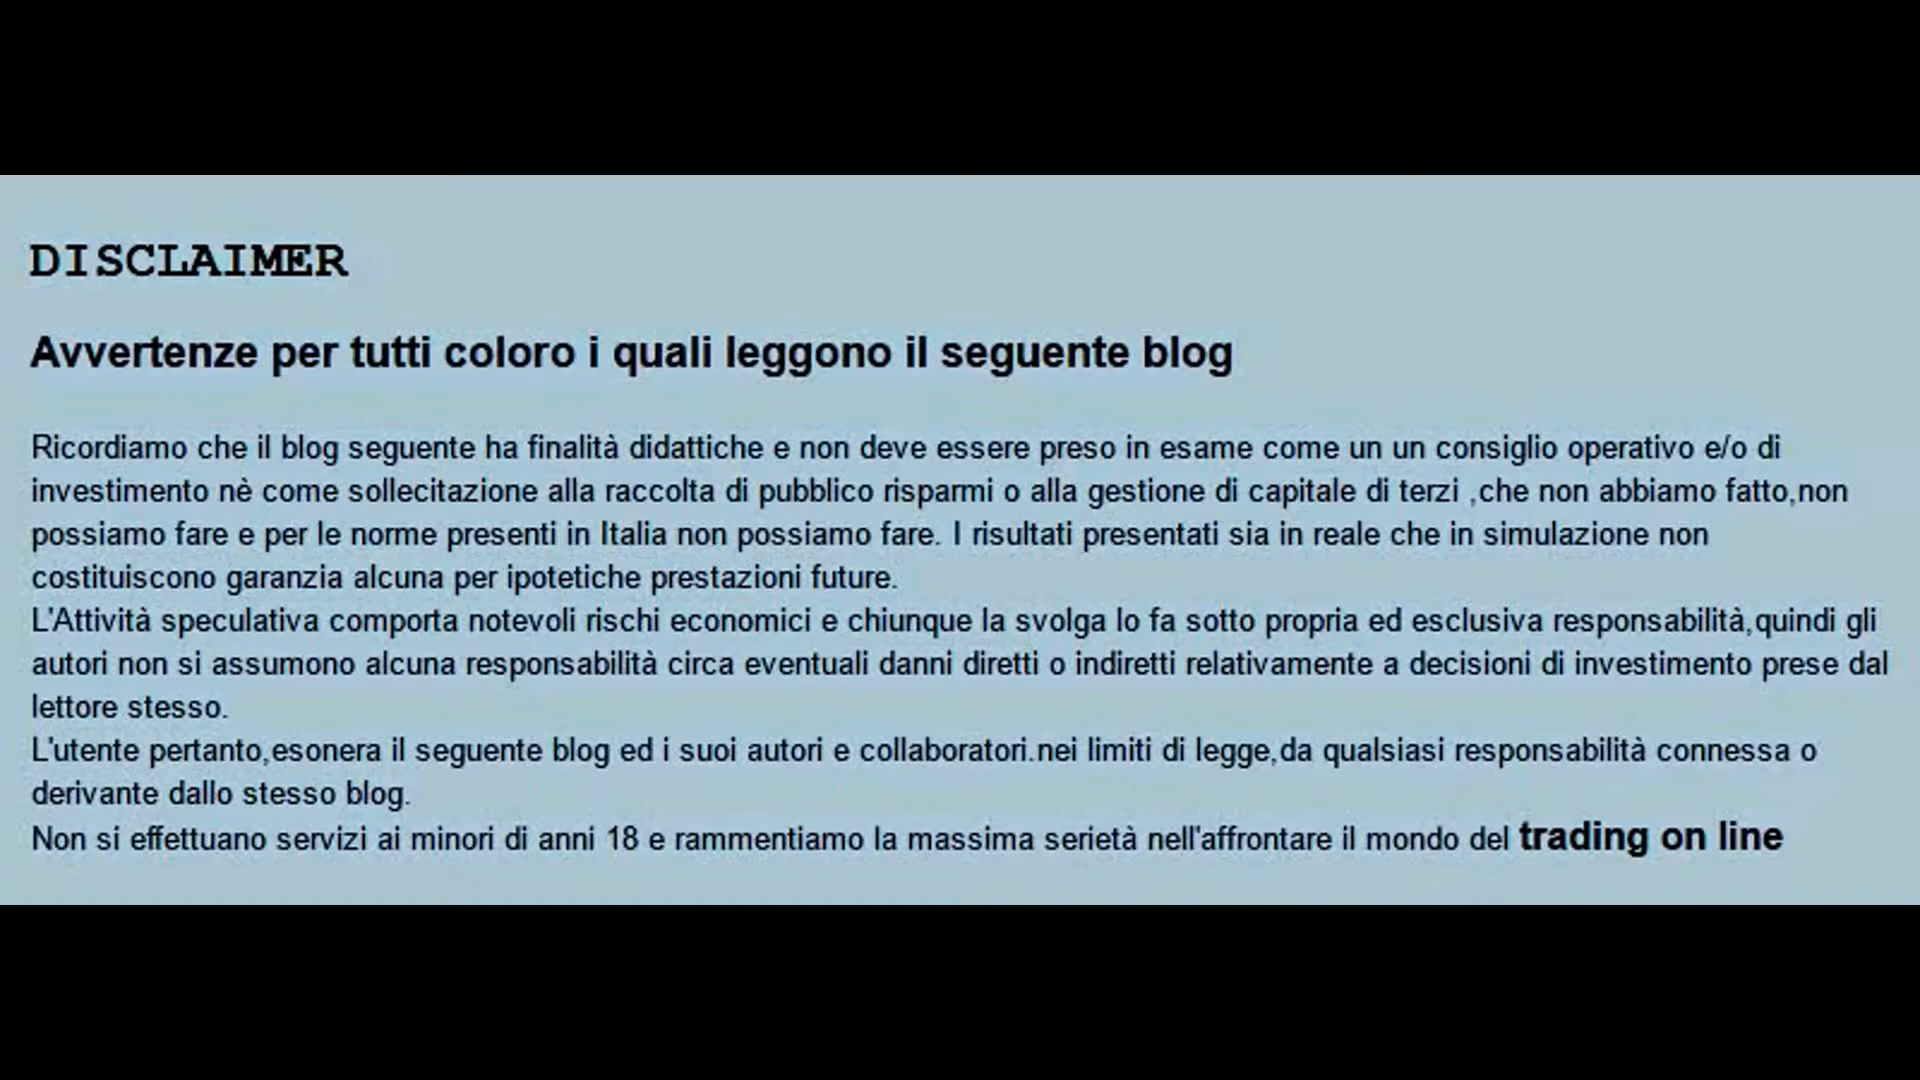 DISCLAIMER
Avvertenze per tutti coloro i quali leggono il seguente blog
Ricordiamo che il blog seguente ha finalità didattiche e non deve essere preso in esame come un un consiglio operativo e/o di
investimento nè come sollecitazione alla raccolta di pubblico risparmi o alla gestione di capitale di terzi ,che non abbiamo fatto,non
possiamo fare e per le norme presenti in Italia non possiamo fare. I risultati presentati sia in reale che in simulazione non
costituiscono garanzia alcuna per ipotetiche prestazioni future.
L'Attività speculativa comporta notevoli rischi economici e chiunque la svolga lo fa sotto propria ed esclusiva responsabilità,quindi gli
autori non si assumono alcuna responsabilità circa eventuali danni diretti o indiretti relativamente a decisioni di investimento prese dal
lettore stesso.
L'utente pertanto,esonera il seguente blog ed i suoi autori e collaboratori.nei limiti di legge,da qualsiasi responsabilità connessa o
derivante dallo stesso blog.
Non si effettuano servizi ai minori di anni 18 e rammentiamo la massima serietà nell'affrontare il mondo del trading on line